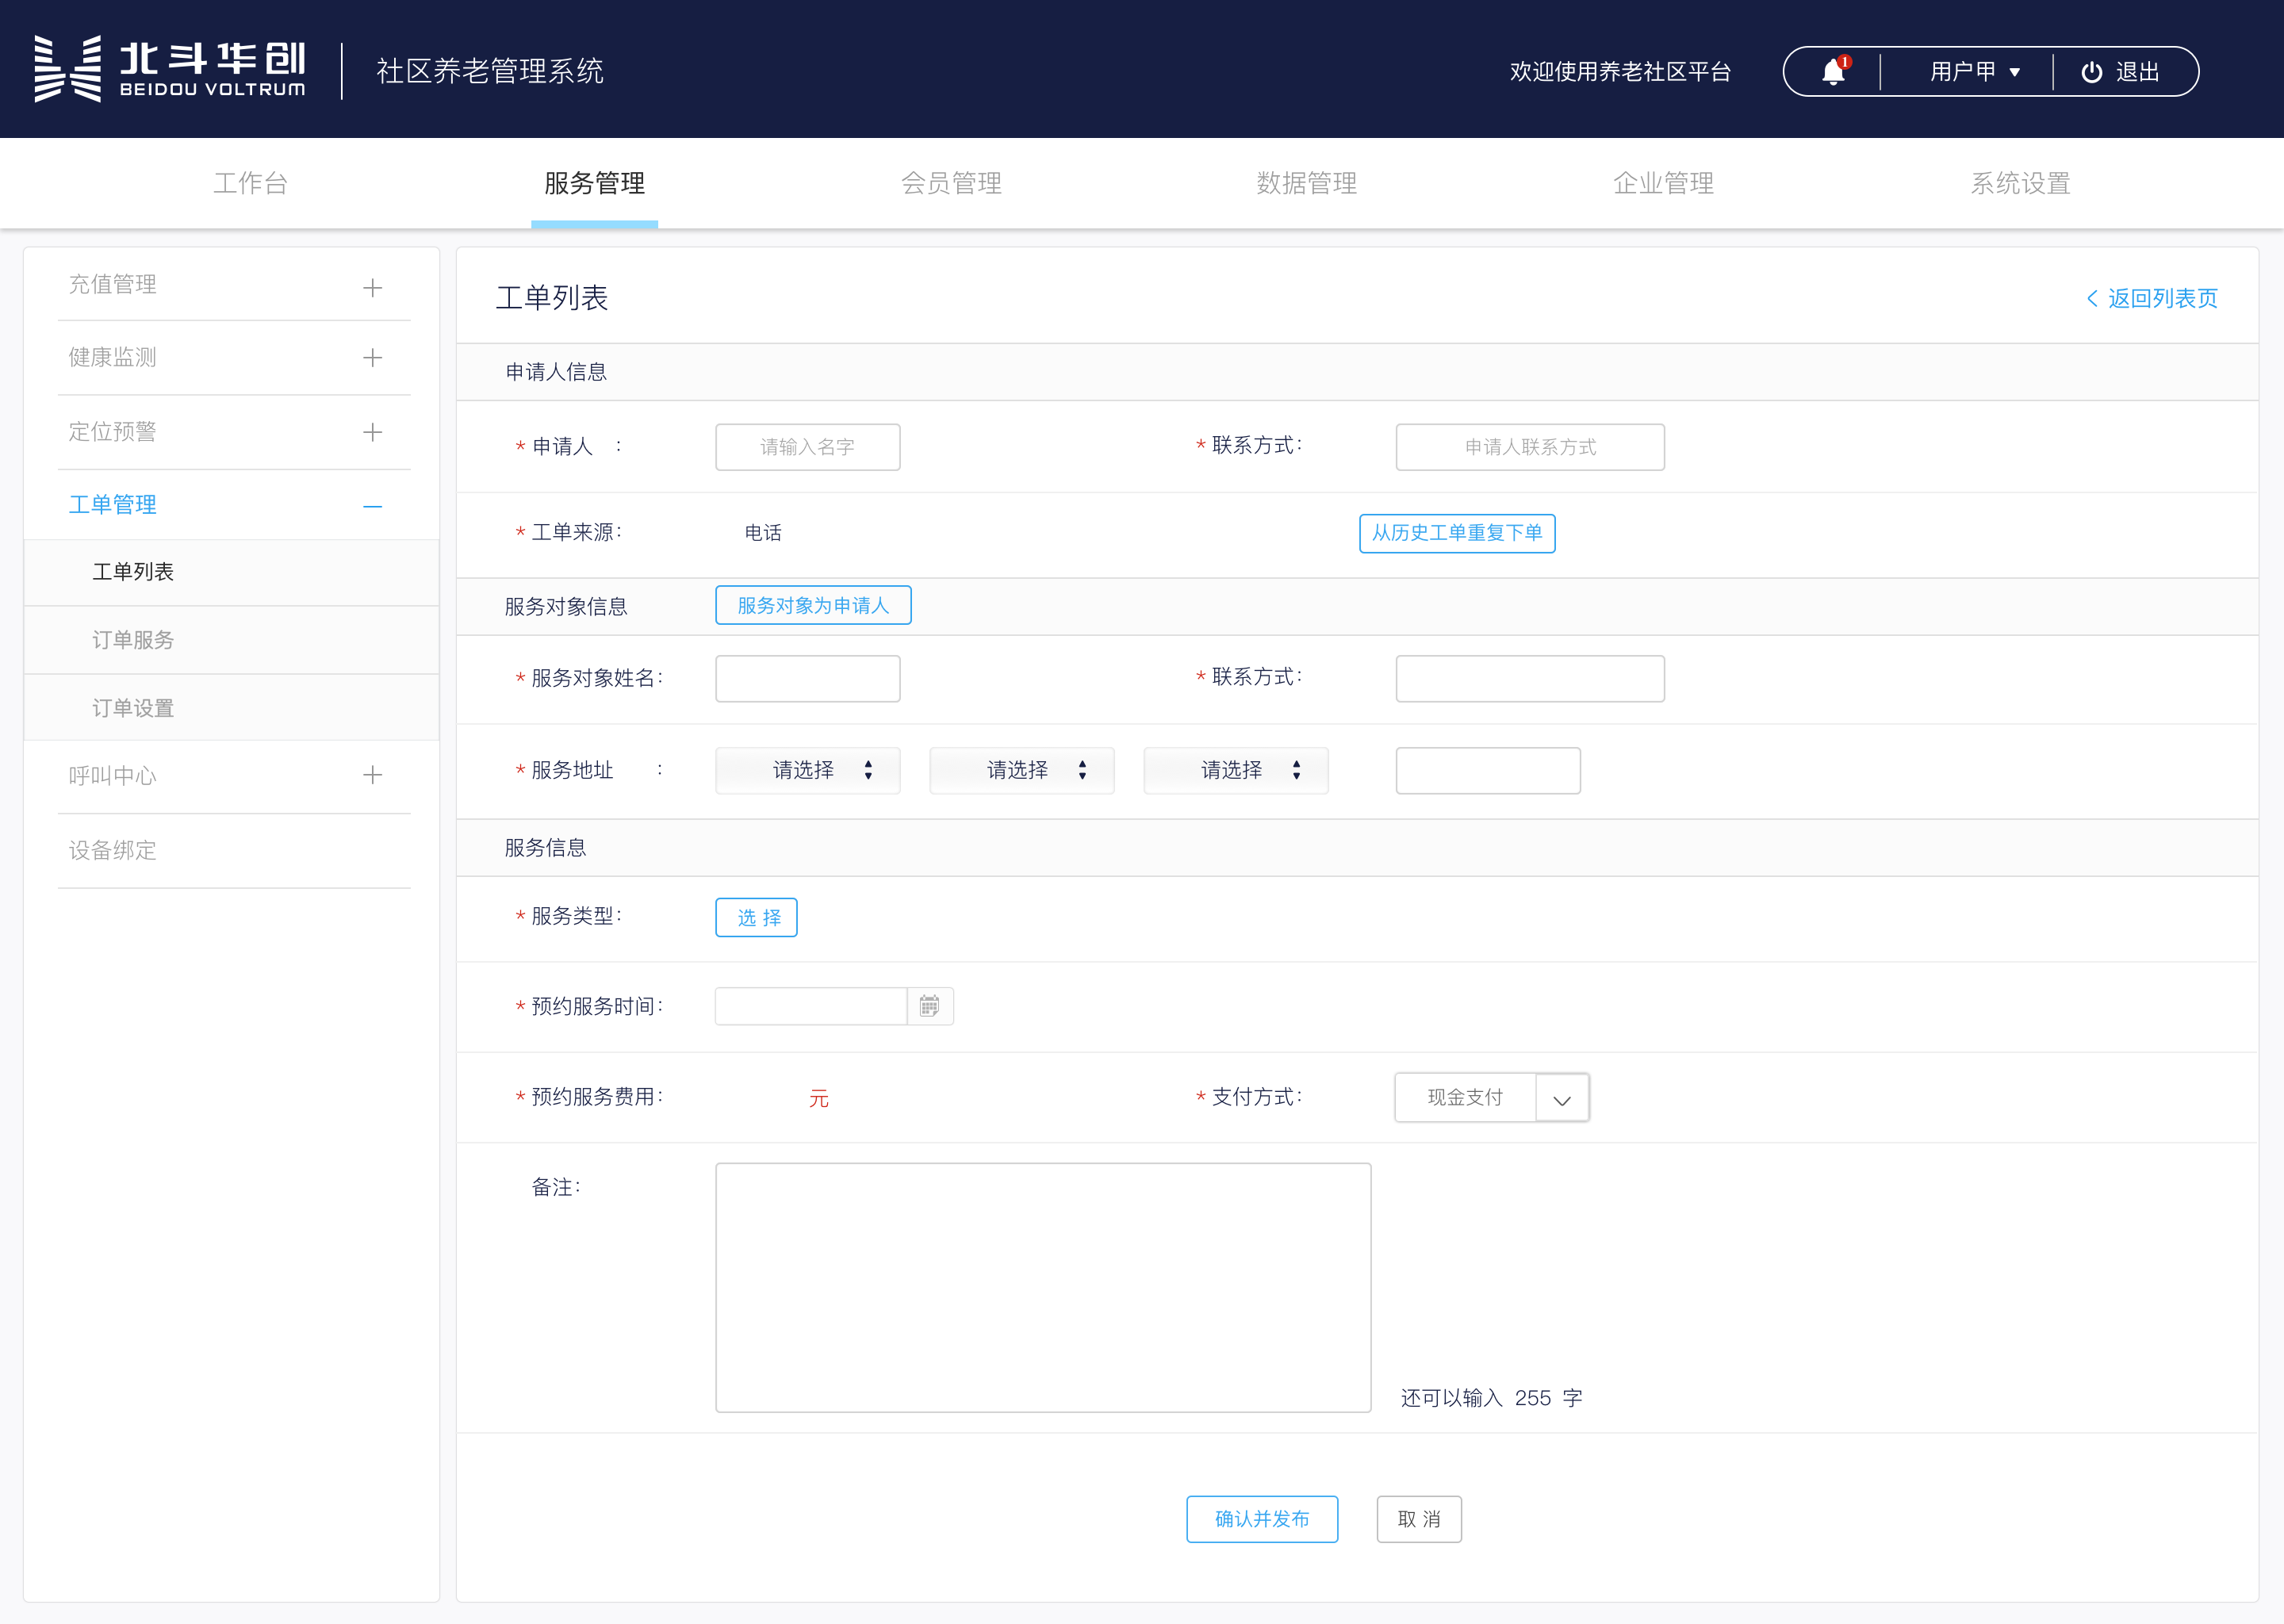 北斗华创
BEIDOU VOLTRUM
社区养老管理系统
欢迎使用养老社区平台
1
用户甲
退出
工作台
服务管理
会员管理
数据管理
企业管理
系统设置
充值管理
健康监测
定位预警
工单管理
工单列表
订单服务
订单设置
呼叫中心
设备绑定
工单列表
返回列表页
申请人信息
* 申请人 :
请输入名字
* 联系方式:
申请人联系方式
* 工单来源:
电话
从历史工单重复下单
服务对象信息
服务对象为申请人
* 服务对象姓名:
* 联系方式:
* 服务地址 :
请选择
请选择
请选择
服务信息
* 服务类型:
选 择
* 预约服务时间:
* 预约服务费用:
元
* 支付方式:
现金支付
备注:
还可以输入 255 字
确认并发布
取 消